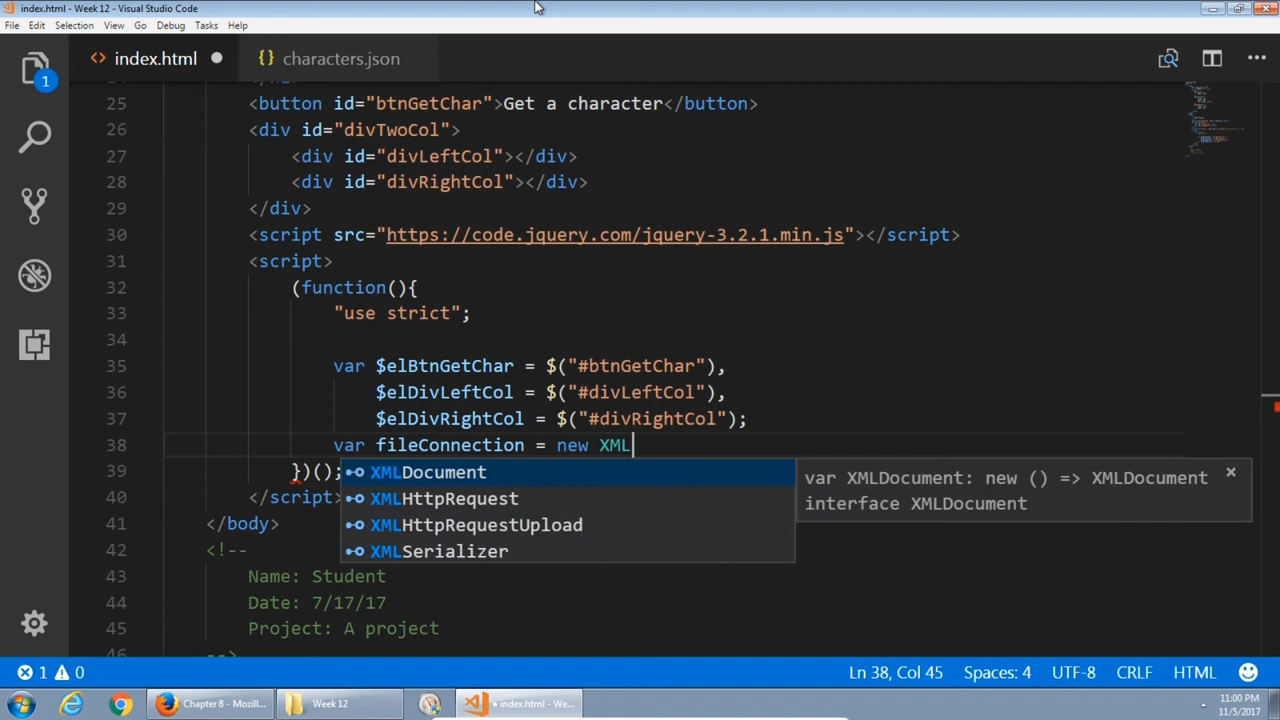 index.html - Week 12 - Visual Studio Code
File Edit Selection View Go Debug Tasks Help
<> index.html ● {} characters.json
1
25 <button id="btnGetChar">Get a character</button>
26 <div id="divTwoCol">
27 <div id="divLeftCol"></div>
28 <div id="divRightCol"></div>
29 </div>
30 <script src="https://code.jquery.com/jquery-3.2.1.min.js"></script>
31 <script>
32 (function(){
33 "use strict";
34
35 var $elBtnGetChar = $("#btnGetChar"),
36 $elDivLeftCol = $("#divLeftCol"),
37 $elDivRightCol = $("#divRightCol");
38 var fileConnection = new XML
39 })();
XMLDocument
var XMLDocument: new () => XMLDocument
interface XMLDocument
40 </script>
XMLHttpRequest
41 </body>
XMLHttpRequestUpload
42 <!--
XMLSerializer
43 Name: Student
44 Date: 7/17/17
45 Project: A project
46 -->
1 0 Ln 38, Col 45 Spaces: 4 UTF-8 CRLF HTML
Chapter 8 - Mozill... Week 12 • index.html - We... 11:00 PM
11/5/2017